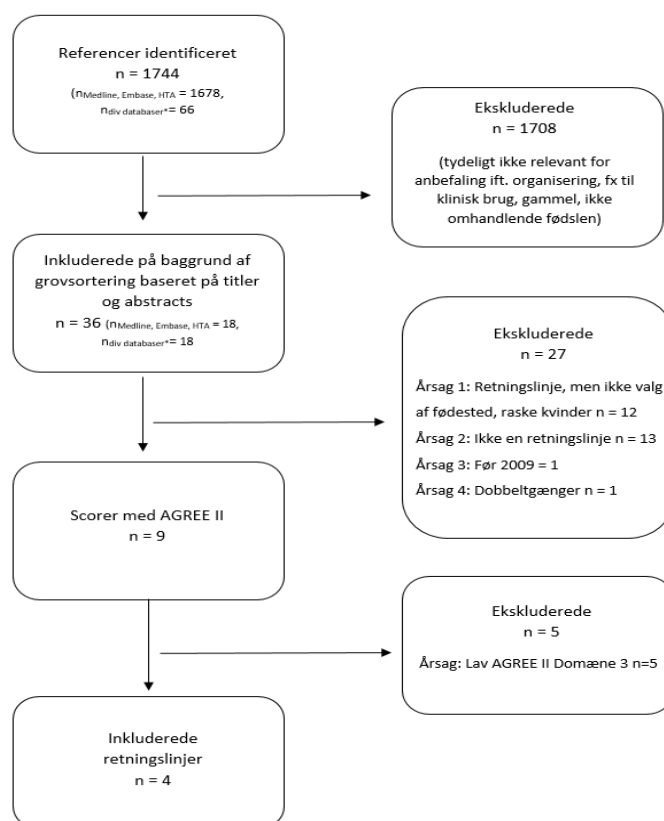 Referencer identificeret
n = 1744
(nMedline, Embase, HTA = 1678,
ndiv databaser*= 66
Ekskluderede
n = 1708
(tydeligt ikke relevant for
anbefaling ift. organisering, fx til
klinisk brug, gammel, ikke
omhandlende fødslen)
Inkluderede på baggrund af
grovsortering baseret på titler
og abstracts
n = 36 (nMedline, Embase, HTA = 18,
ndiv databaser*= 18
Ekskluderede
n = 27
Årsag 1: Retningslinje, men ikke valg
af fødested, raske kvinder n = 12
Årsag 2: Ikke en retningslinje n = 13
Årsag 3: Før 2009 = 1
Årsag 4: Dobbeltgænger n = 1
Scorer med AGREE II
n = 9
Ekskluderede
n = 5
Årsag: Lav AGREE II Domæne 3 n=5
Inkluderede
retningslinjer
n = 4